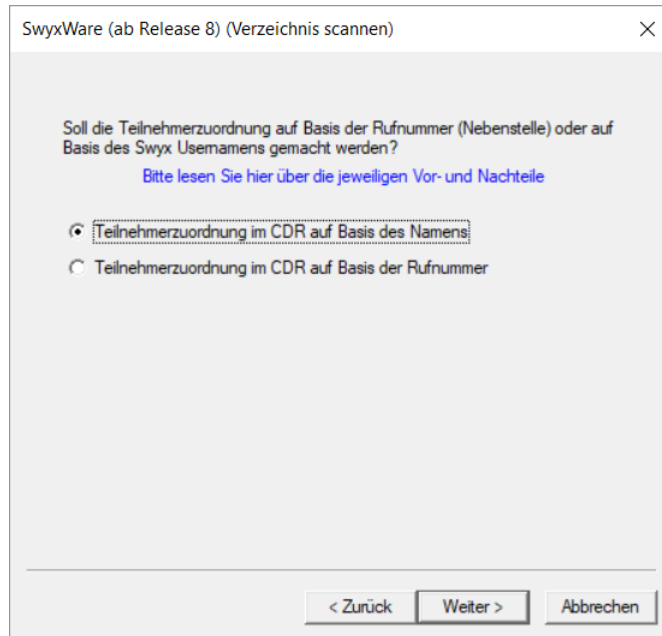 SwyxWare (ab Release 8) (Verzeichnis scannen)
Soll die Teilnehmerzuordnung auf Basis der Rufnummer (Nebenstelle) oder auf
Basis des Swyx Usernamens gemacht werden?
Bitte lesen Sie hier über die jeweiligen Vor- und Nachteile
Teilnehmerzuordnung im CDR auf Basis des Namens
Teilnehmerzuordnung im CDR auf Basis der Rufnummer
< Zurück Weiter > Abbrechen